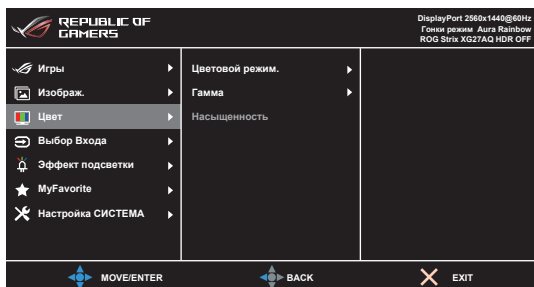 REPUBLIC OF
GAMERS
DisplayPort 2560x1440@60Hz
Гонки режим Aura Rainbow
ROG Strix XG27AQ HDR OFF
Игры
Изображ.
Цвет
Выбор Входа
Эффект подсветки
MyFavorite
Настройка СИСТЕМА
Цветовой режим.
Гамма
Насыщенность
MOVE/ENTER
BACK
EXIT